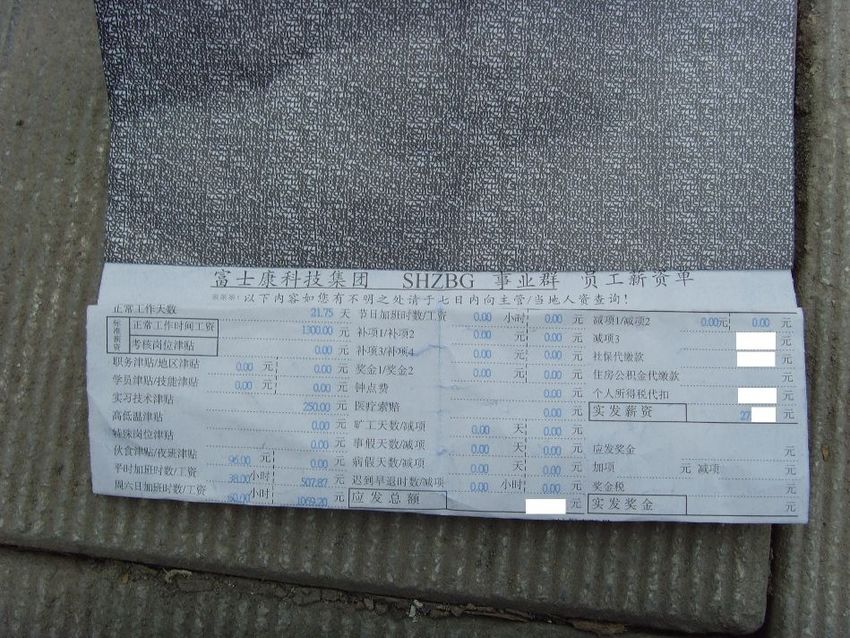 富士康科技集团 SHZBG 事业群 员工薪资单
以下内容如您有不明之处请于七日内向主管/当地人资查询!
正常工作天数 21.75 天 节日加班时数/工资 0.00 小时 0.00 元 减项1/减项2 0.00元 0.00 元
标准薪资 正常工作时间工资 1300.00 元 补项1/补项2 0.00 元 0.00 元 减项3 元
考核岗位津贴 0.00 元 补项3/补项4 0.00 元 0.00 元 社保代缴款 元
职务津贴/地区津贴 0.00 元 0.00 元 奖金1/奖金2 0.00 元 0.00 元 住房公积金代缴款 元
学员津贴/技能津贴 0.00 元 0.00 元 钟点费 0.00 元 个人所得税代扣 元
实习技术津贴 250.00 元 医疗索赔 0.00 元 实发薪资 27 元
高低温津贴 0.00 元 旷工天数/减项 0.00 天 0.00 元
特殊岗位津贴 0.00 元 事假天数/减项 0.00 天 0.00 元 应发奖金 元
伙食津贴/夜班津贴 96.00 元 0.00 元 病假天数/减项 0.00 天 0.00 元 加项 元 减项 元
平时加班时数/工资 38.00 小时 507.87 元 迟到早退时数/减项 0.00 小时 0.00 元 奖金税 元
周六日加班时数/工资 60.00 小时 1069.20 元 应发总额 元 实发奖金 元